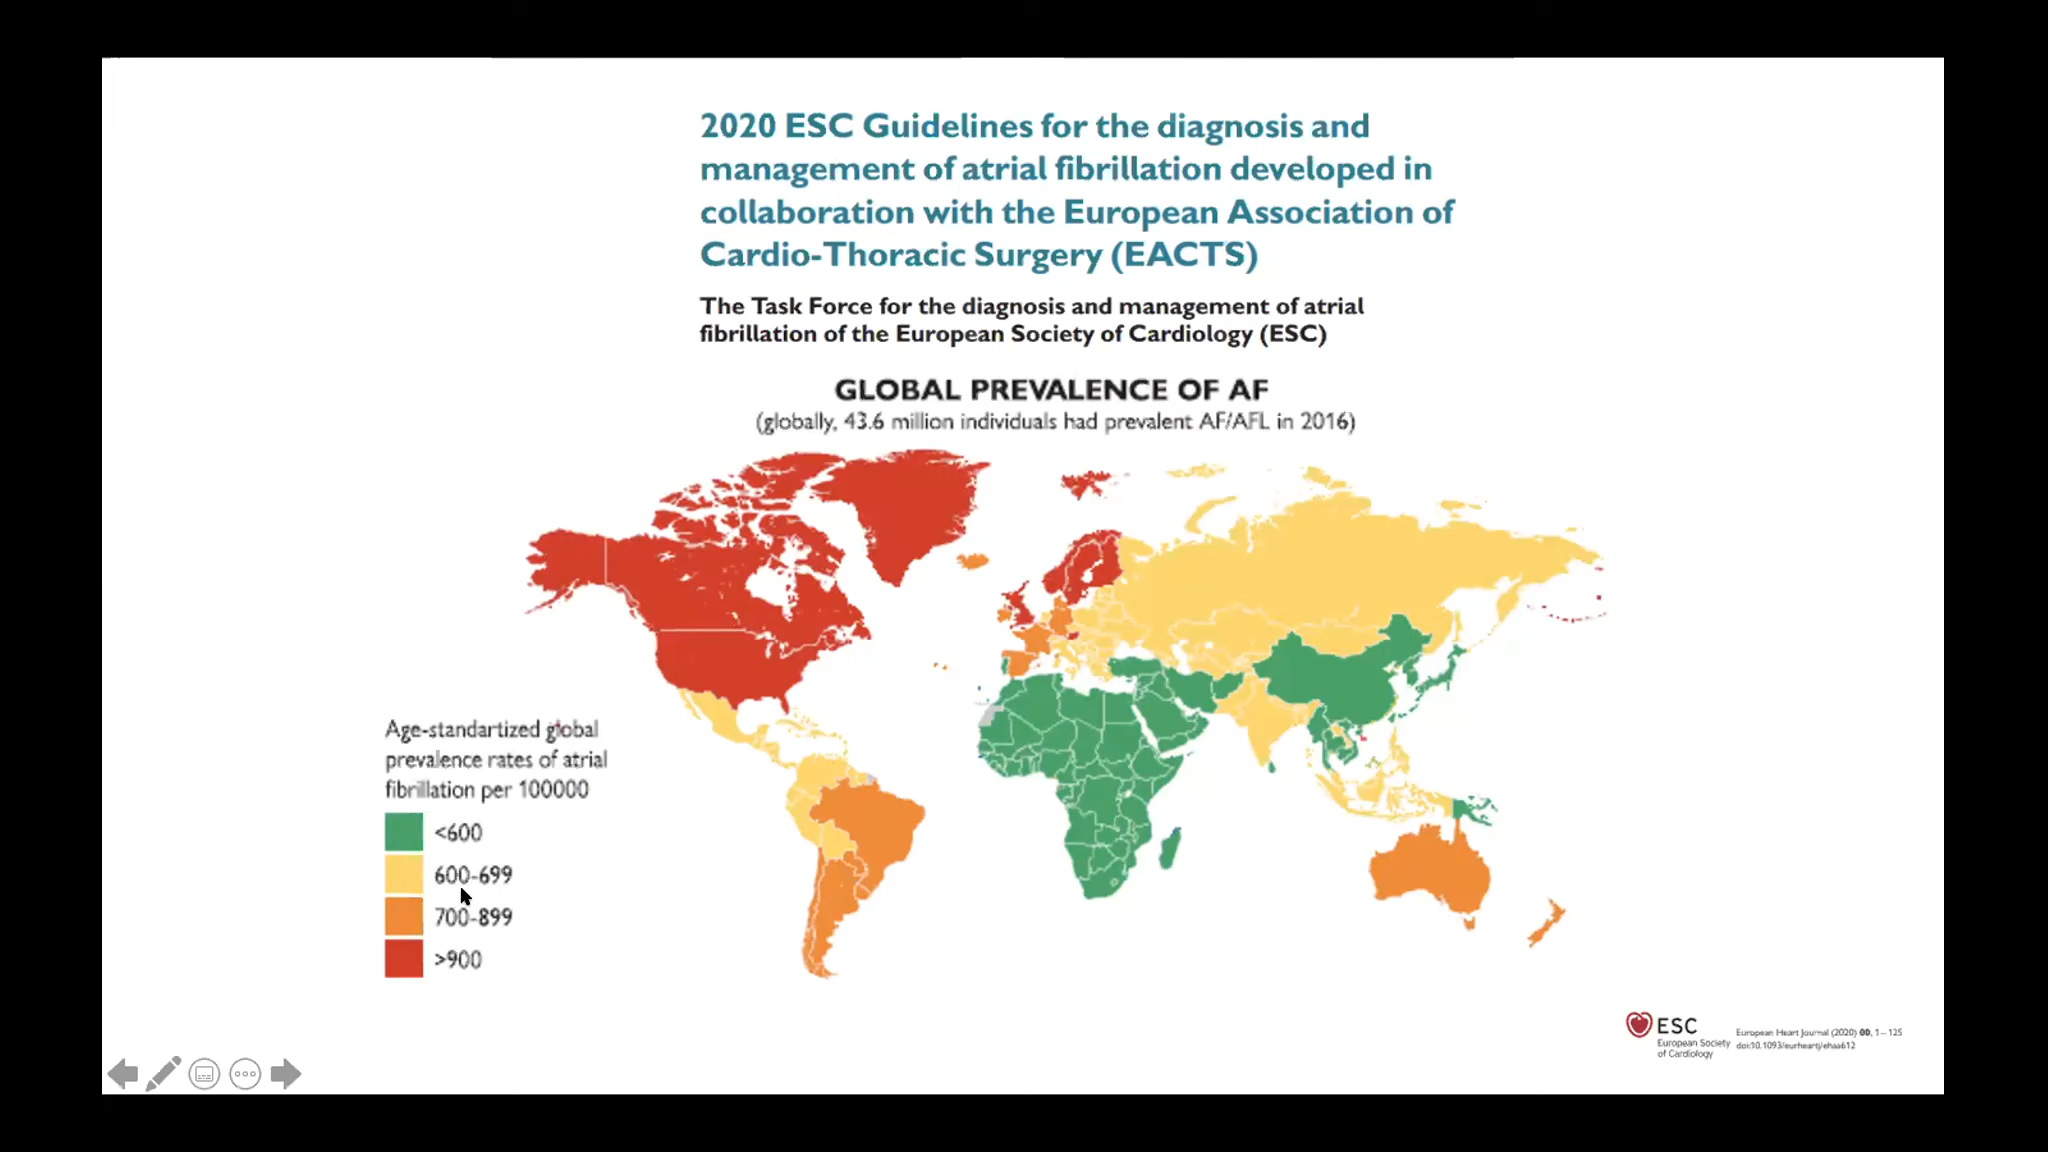 2020 ESC Guidelines for the diagnosis and
management of atrial fibrillation developed in
collaboration with the European Association of
Cardio-Thoracic Surgery (EACTS)
The Task Force for the diagnosis and management of atrial
fibrillation of the European Society of Cardiology (ESC)
GLOBAL PREVALENCE OF AF
(globally, 43.6 million individuals had prevalent AF/AFL in 2016)
Age-standartized global
prevalence rates of atrial
fibrillation per 100000
<600
600-699
700-899
>900
ESC
European Society
of Cardiology
European Heart Journal (2020) 00, 1–125
doi:10.1093/eurheartj/ehaa612